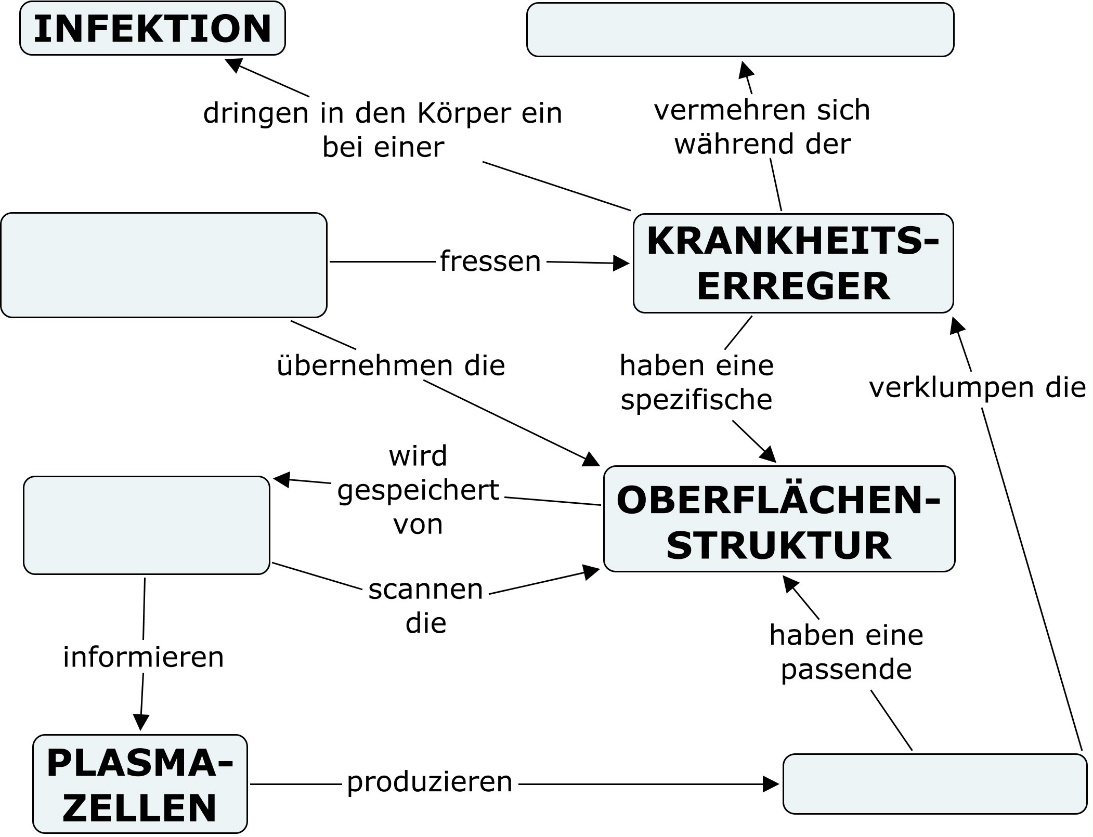 INFEKTION
dringen in den Körper ein
bei einer
vermehren sich
während der
fressen
KRANKHEITS-
ERREGER
übernehmen die
haben eine
spezifische
verklumpen die
wird
gespeichert
von
OBERFLÄCHEN-
STRUKTUR
scannen
die
informieren
haben eine
passende
PLASMA-
ZELLEN
produzieren